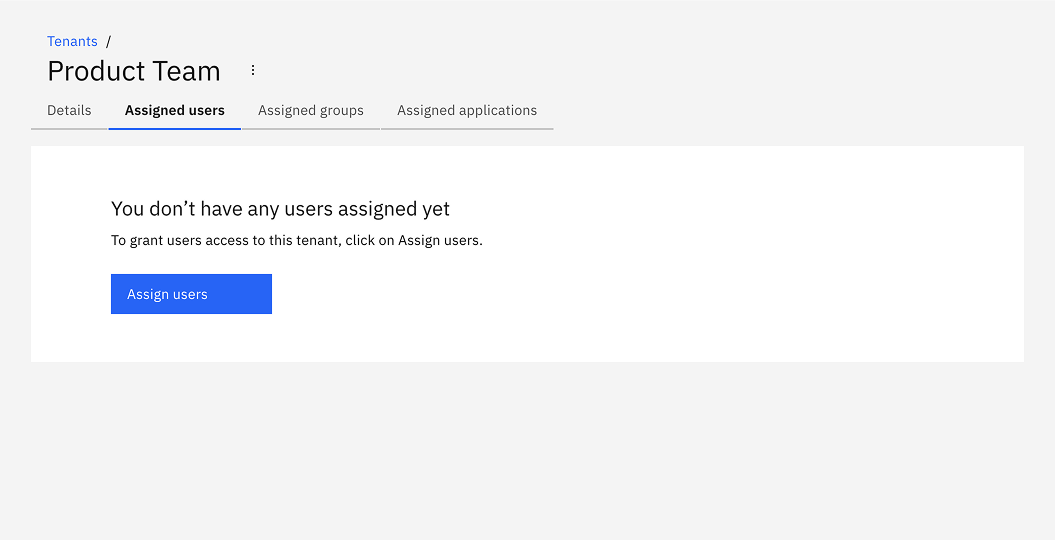 Tenants /
Product Team
Details Assigned users Assigned groups Assigned applications
You don’t have any users assigned yet
To grant users access to this tenant, click on Assign users.
Assign users